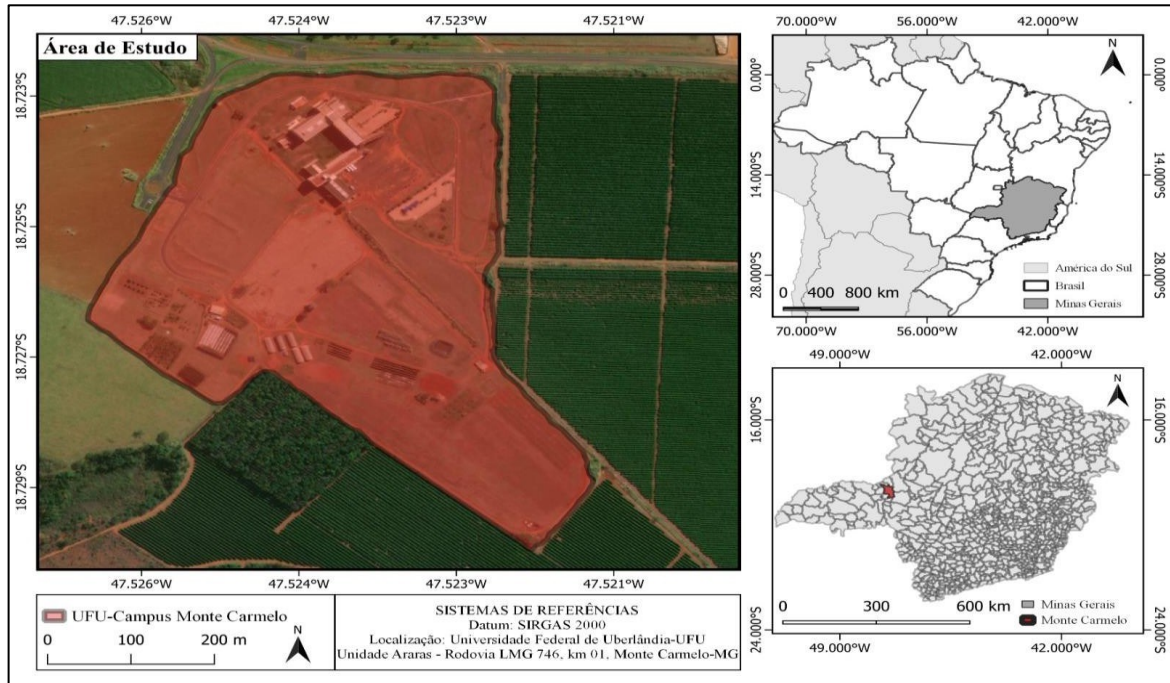 47.526°W 47.524°W 47.523°W 47.521°W
Área de Estudo
18.723°S
18.725°S
18.727°S
18.729°S
47.526°W 47.524°W 47.523°W 47.521°W
UFU-Campus Monte Carmelo
0 100 200 m
N
SISTEMAS DE REFERÊNCIAS
Datum: SIRGAS 2000
Localização: Universidade Federal de Uberlândia-UFU
Unidade Araras - Rodovia LMG 746, km 01, Monte Carmelo-MG
70.000°W 56.000°W 42.000°W
N
0.000° 0.000°
14.000°S 14.000°S
28.000°S 28.000°S
América do Sul
Brasil
Minas Gerais
0 400 800 km
70.000°W 56.000°W 42.000°W
49.000°W 42.000°W
N
16.000°S 16.000°S
24.000°S 24.000°S
0 300 600 km
Minas Gerais
Monte Carmelo
49.000°W 42.000°W